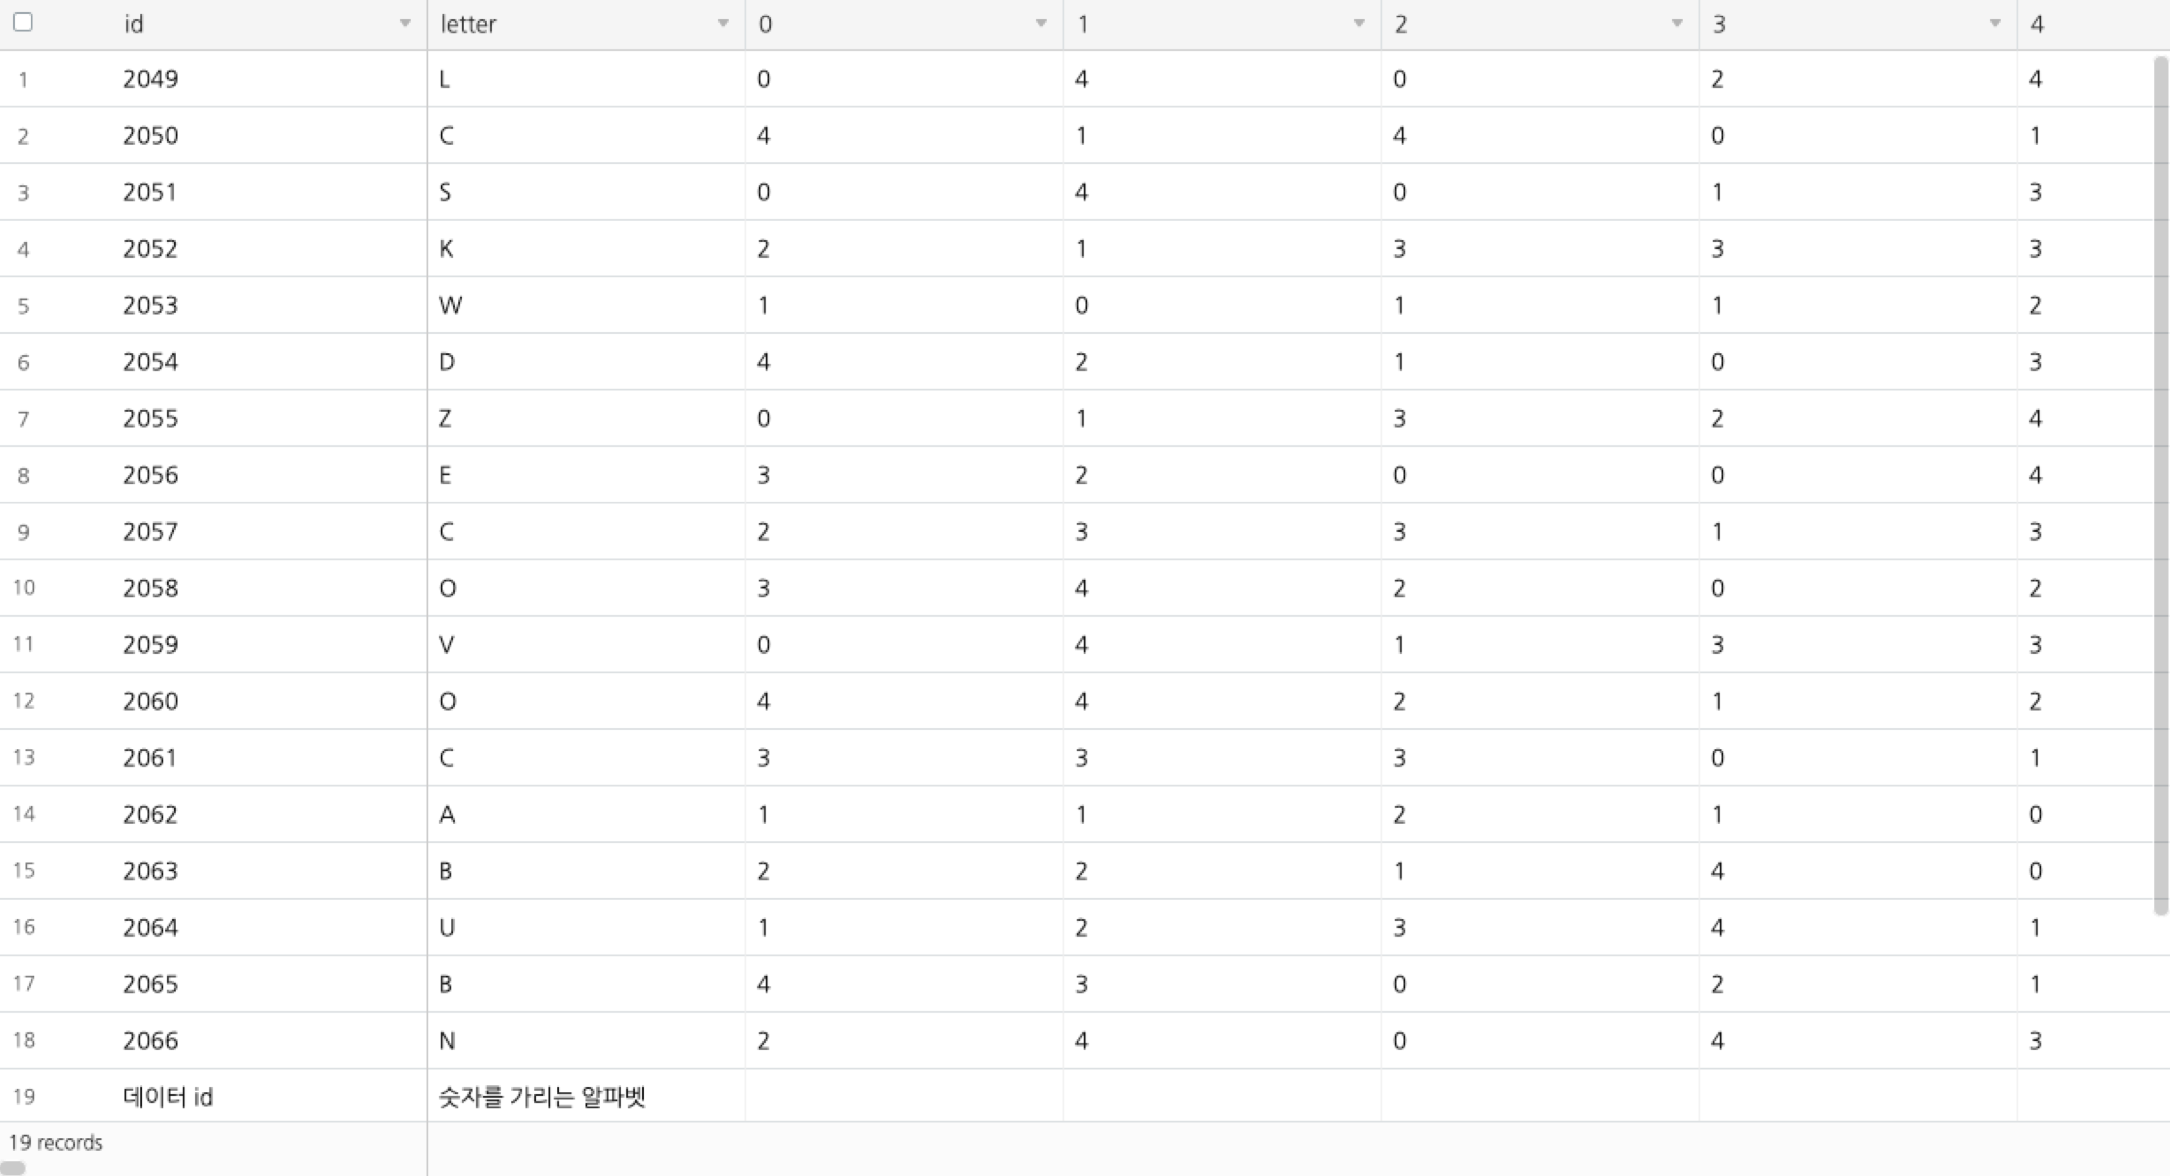 id letter 0 1 2 3 4
1 2049 L 0 4 0 2 4
2 2050 C 4 1 4 0 1
3 2051 S 0 4 0 1 3
4 2052 K 2 1 3 3 3
5 2053 W 1 0 1 1 2
6 2054 D 4 2 1 0 3
7 2055 Z 0 1 3 2 4
8 2056 E 3 2 0 0 4
9 2057 C 2 3 3 1 3
10 2058 O 3 4 2 0 2
11 2059 V 0 4 1 3 3
12 2060 O 4 4 2 1 2
13 2061 C 3 3 3 0 1
14 2062 A 1 1 2 1 0
15 2063 B 2 2 1 4 0
16 2064 U 1 2 3 4 1
17 2065 B 4 3 0 2 1
18 2066 N 2 4 0 4 3
19 데이터 id 숫자를 가리는 알파벳
19 records